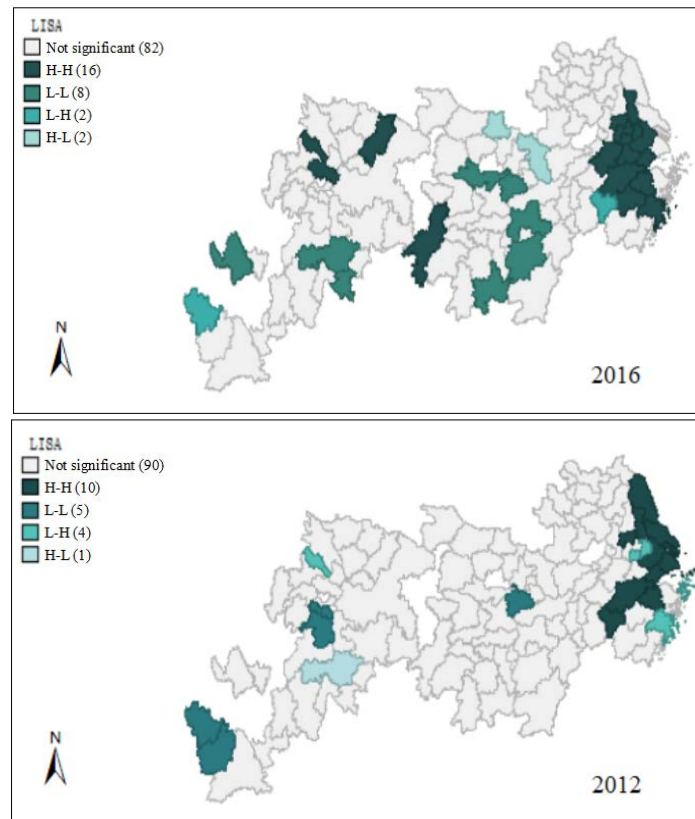 LISA
Not significant (82)
H-H (16)
L-L (8)
L-H (2)
H-L (2)
N
2016
LISA
Not significant (90)
H-H (10)
L-L (5)
L-H (4)
H-L (1)
N
2012